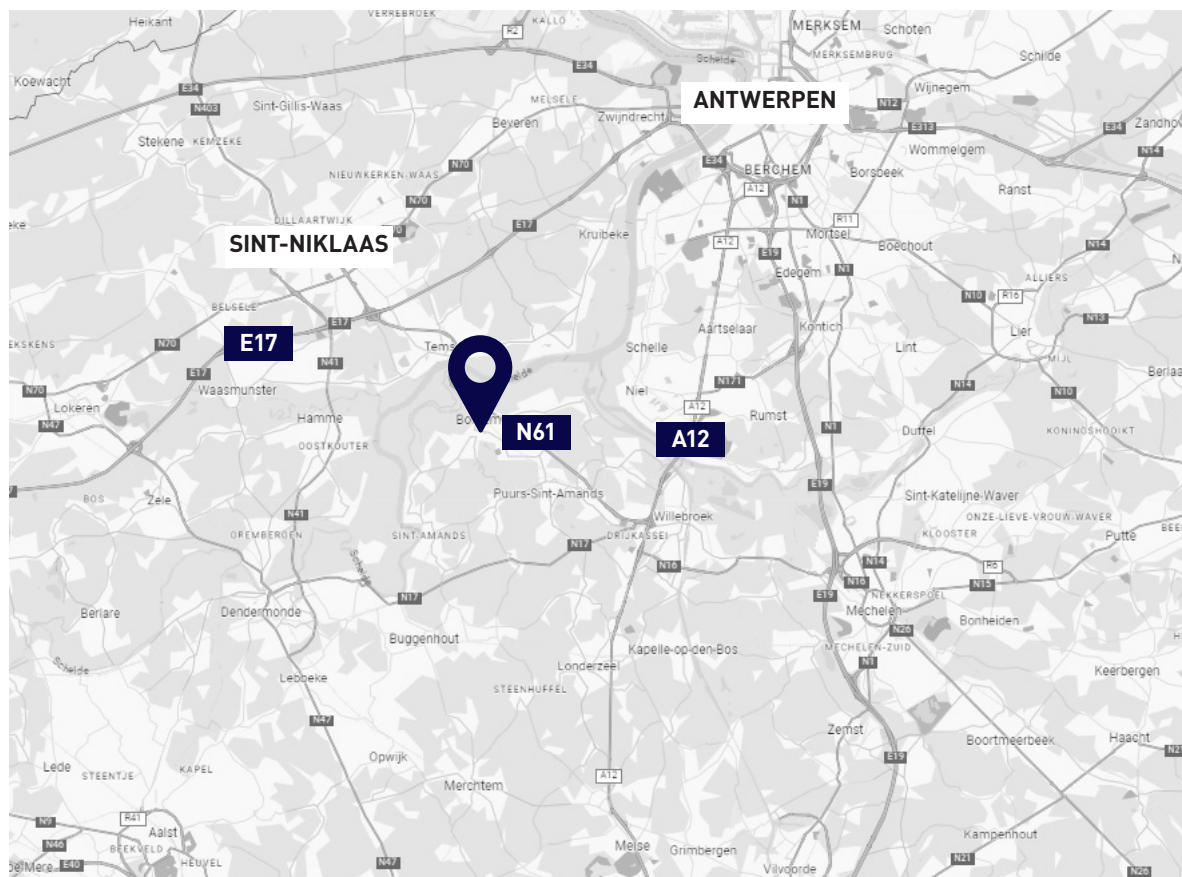 Heikant
VERREBROEK
KALLO
R2
MERKSEM
Schoten
Schilde
MERKSEMBRUG
Schelde
E34
Koewacht
E34
Wijnegem
MELSELE
ANTWERPEN
N12
N403
Sint-Gillis-Waas
Beveren
Zwijndrecht
E313
E34
Stekene
KEMZEKE
Wommelgem
N14
N70
E34
BERCHEM
Borsbeek
NIEUWKERKEN-WAAS
A12
N1
Ranst
N70
DILLAARTWIJK
R11
E17
Kruibeke
Mortsel
SINT-NIKLAAS
A12
Boechout
N14
E19
N1
Edegem
ALLIERS
BELSELE
N10
R16
E17
Kontich
N13
Aartselaar
Lier
E17
N70
N41
Schelle
Lint
MIJL
E17
Waasmunster
N171
N14
N70
Niel
N10
Lokeren
A12
Rumst
Hamme
N47
N61
A12
N1
Duffel
KONINGSHOOIKT
OOSTKOUTER
E19
BOS
Zele
Puurs-Sint-Amands
Sint-Katelijne-Waver
N41
Willebroek
ONZE-LIEVE-VROUW-WAVER
GREMBERGEN
SINT-AMANDS
DRIJKASSEI
KLOOSTER
Putte
N17
Schelde
N14
N16
R6
N16
N15
N17
E19
NEKKERSPOEL
Berlare
Dendermonde
Mechelen
Bonheiden
N26
Buggenhout
MECHELEN-ZUID
Kapelle-op-den-Bos
N1
Schelde
Londerzeel
Keerbergen
Lebbeke
STEENHUFFEL
N47
Zemst
Boortmeerbeek
Haacht
Opwijk
E19
Lede
STEENTJE
KAPEL
A12
Merchtem
N9
R41
Aalst
Kampenhout
N46
BEEKVELD
Meise
Grimbergen
E40
HEUVEL
N47
Vilvoorde
N21
N26